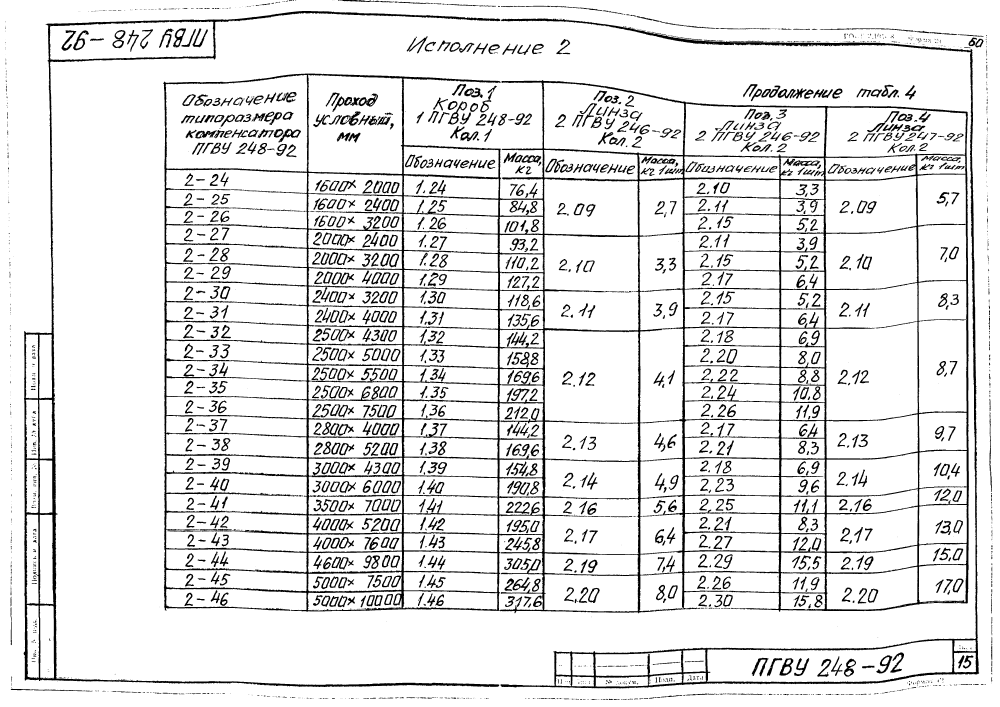 ПГВУ 248-92
60
Исполнение 2
Продолжение табл. 4
Обозначение типаразмера компенсатора ПГВУ 248-92
Проход условный, мм
Поз. 1 Короб 1 ПГВУ 248-92 Кол. 1
Поз. 2 Линза 2 ПГВУ 246-92 Кол. 2
Поз. 3 Линза 2 ПГВУ 246-92 Кол. 2
Поз. 4 Линза 2 ПГВУ 247-92 Кол. 2
Обозначение Масса, кг Обозначение Масса, кг 1шт Обозначение Масса, кг 1шт Обозначение Масса, кг 1шт
2-24 1600×2000 1.24 76,4 2.09 2,7 2.10 3,3 2.09 5,7
2-25 1600×2400 1.25 84,8 2.11 3,9
2-26 1600×3200 1.26 101,8 2.15 5,2
2-27 2000×2400 1.27 93,2 2.10 3,3 2.11 3,9 2.10 7,0
2-28 2000×3200 1.28 110,2 2.15 5,2
2-29 2000×4000 1.29 127,2 2.17 6,4
2-30 2400×3200 1,30 118,6 2.11 3,9 2.15 5,2 2.11 8,3
2-31 2400×4000 1,31 135,6 2.17 6,4
2-32 2500×4300 1,32 144,2 2.12 4,1 2.18 6,9 2.12 8,7
2-33 2500×5000 1.33 158,8 2.20 8,0
2-34 2500×5500 1.34 169,6 2,22 8,8
2-35 2500×6800 1.35 197,2 2.24 10,8
2-36 2500×7500 1,36 212,0 2.26 11,9
2-37 2800×4000 1,37 144,2 2.13 4,6 2.17 6,4 2.13 9,7
2-38 2800×5200 1.38 169,6 2.21 8,3
2-39 3000×4300 1.39 154,8 2.14 4,9 2.18 6,9 2.14 10,4
2-40 3000×6000 1.40 190,8 2,23 9,6
2-41 3500×7000 1.41 222,6 2 16 5,6 2,25 11,1 2.16 12,0
2-42 4000×5200 1.42 195,0 2.17 6,4 2.21 8,3 2,17 13,0
2-43 4000×7600 1.43 245,8 2.27 12,0
2-44 4600×9800 1.44 305,0 2.19 7,4 2.29 15,5 2.19 15,0
2-45 5000×7500 1.45 264,8 2,20 8,0 2.26 11,9 2.20 17,0
2-46 5000×10000 1.46 317,6 2.30 15,8
№ докум. Подп. Дата
ПГВУ 248-92
15